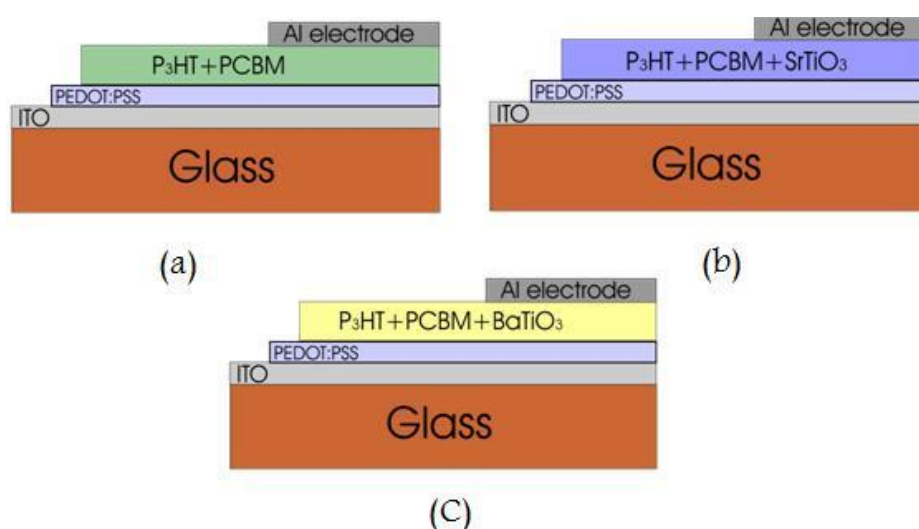 Al electrode
P₃HT+PCBM
PEDOT:PSS
ITO
Glass
(a)
Al electrode
P₃HT+PCBM+SrTiO₃
PEDOT:PSS
ITO
Glass
(b)
Al electrode
P₃HT+PCBM+BaTiO₃
PEDOT:PSS
ITO
Glass
(C)